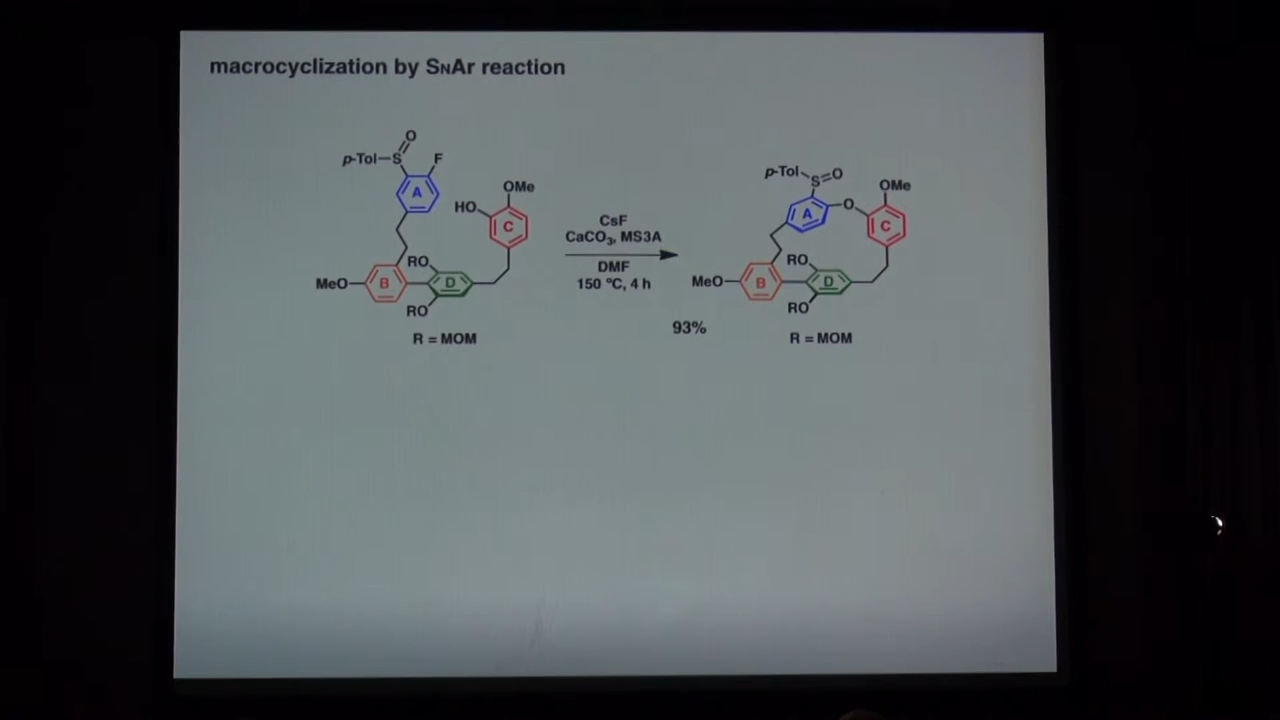 macrocyclization by SNAr reaction
O
p-Tol–S
F
A
OMe
HO
C
RO
MeO
B
D
RO
R = MOM
CsF
CaCO3, MS3A
DMF
150 °C, 4 h
93%
p-Tol
S=O
OMe
A
O
C
RO
MeO
B
D
RO
R = MOM